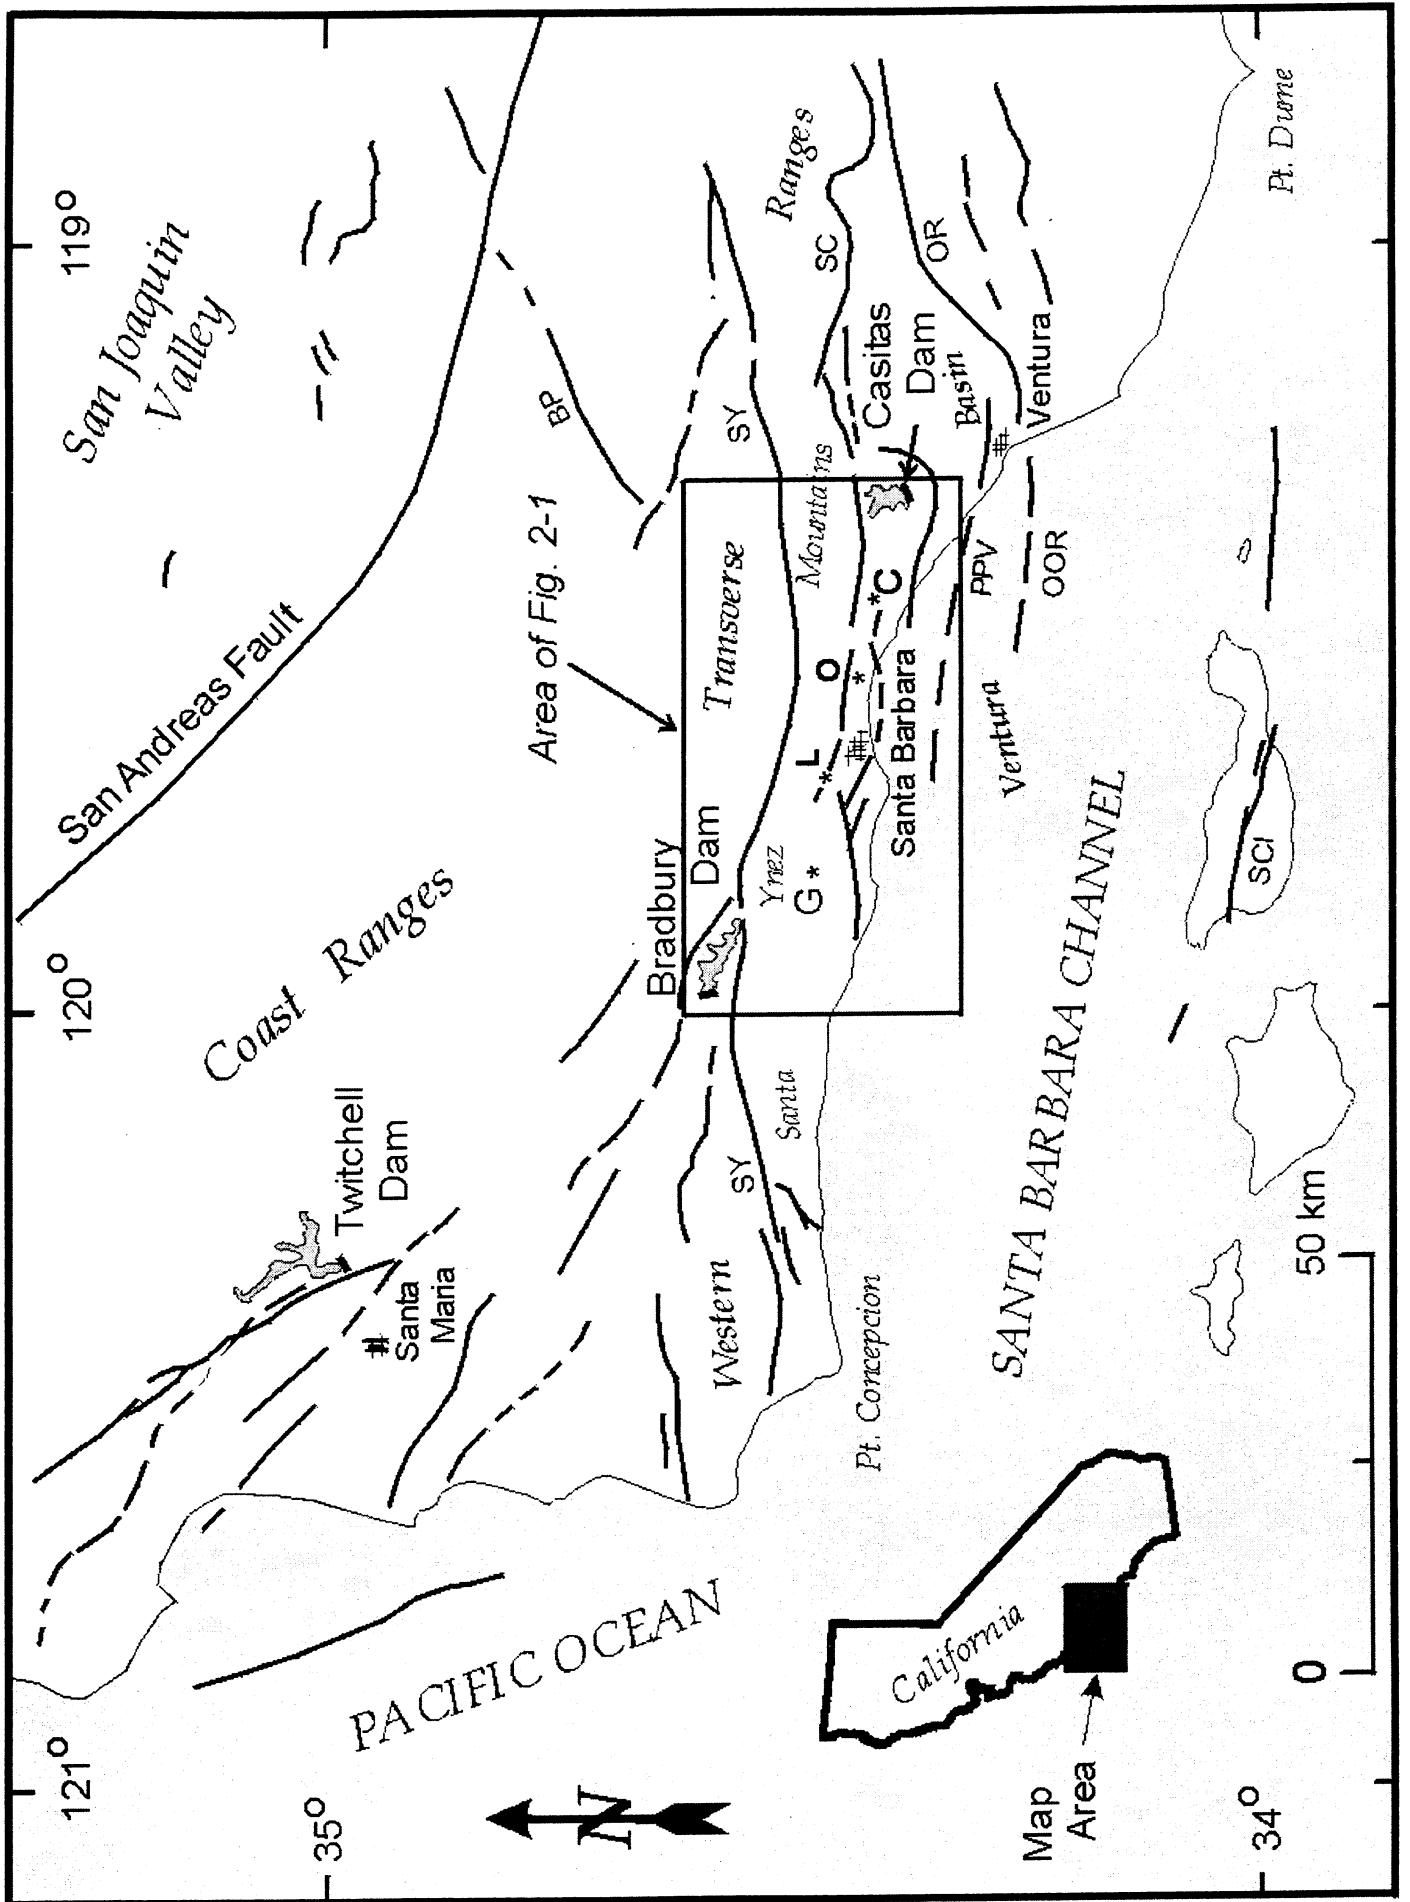 121°
120°
119°
35°
34°
San Joaquin
Valley
San Andreas Fault
Coast Ranges
Twitchell
Dam
Santa
Maria
BP
Area of Fig. 2-1
Bradbury
Dam
Western
Transverse
Ranges
SY
SY
Santa
Ynez
Mountains
SC
OR
G *
L
*
O
*
* C
Casitas
Dam
Santa Barbara
Ventura
Basin
Ventura
PPV
OOR
Pt. Concepcion
Pt. Dume
SANTA BARBARA CHANNEL
PACIFIC OCEAN
SCI
N
California
Map
Area
0
50 km